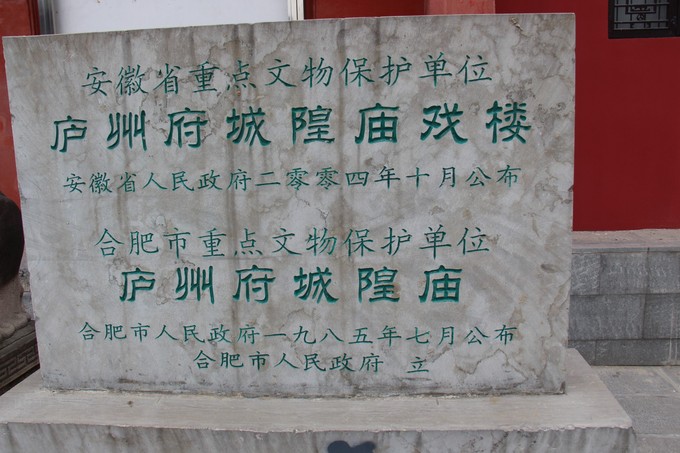 安徽省重点文物保护单位
庐州府城隍庙戏楼
安徽省人民政府二零零四年十月公布
合肥市重点文物保护单位
庐州府城隍庙
合肥市人民政府一九八五年七月公布
合肥市人民政府 立